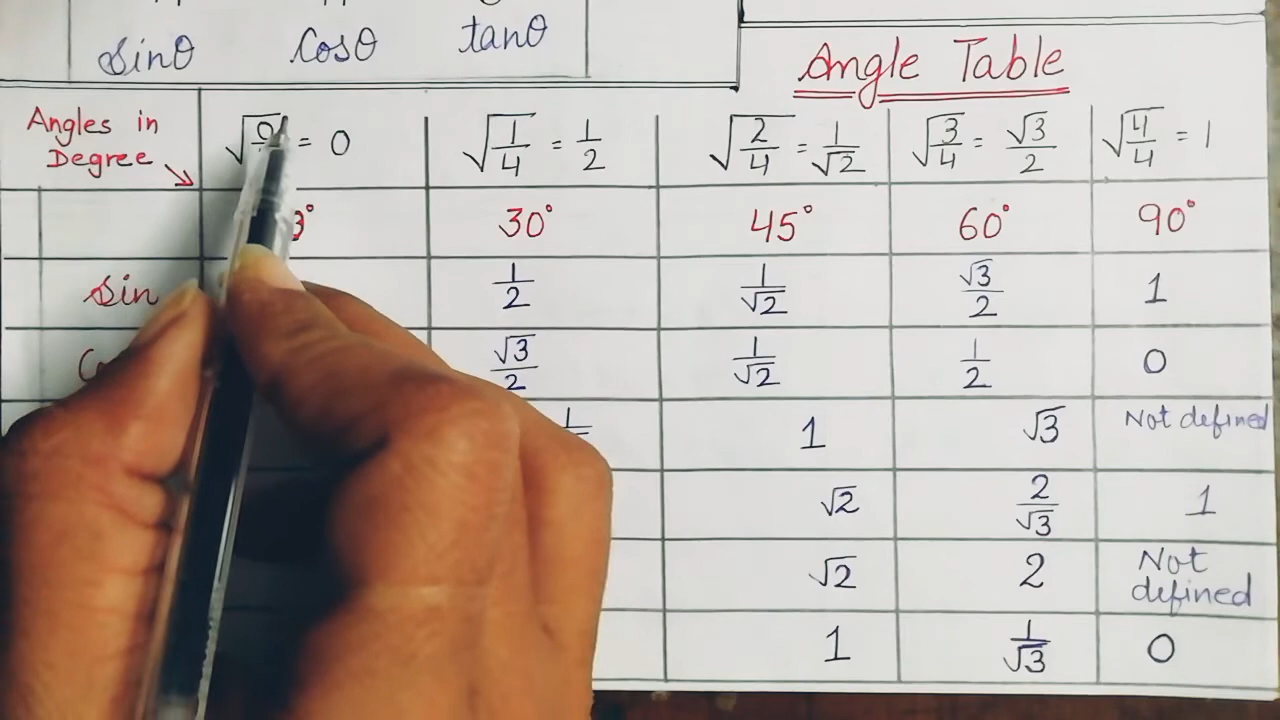 sinθ cosθ tanθ
Angle Table
Angles in Degree √0 = 0 √1/4 = 1/2 √2/4 = 1/√2 √3/4 = √3/2 √4/4 = 1
30° 45° 60° 90°
Sin 1/2 1/√2 √3/2 1
√3/2 1/√2 1/2 0
1 √3 Not defined
√2 2/√3 1
√2 2 Not defined
1 1/√3 0